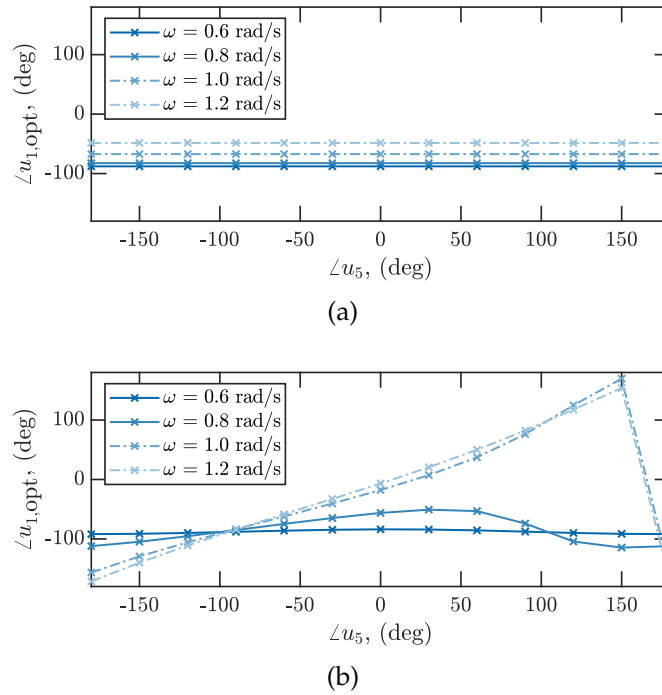 100
0
-100
∠u1,opt, (deg)
ω = 0.6 rad/s
ω = 0.8 rad/s
ω = 1.0 rad/s
ω = 1.2 rad/s
-150 -100 -50 0 50 100 150
∠u5, (deg)
(a)
100
0
-100
∠u1,opt, (deg)
ω = 0.6 rad/s
ω = 0.8 rad/s
ω = 1.0 rad/s
ω = 1.2 rad/s
-150 -100 -50 0 50 100 150
∠u5, (deg)
(b)